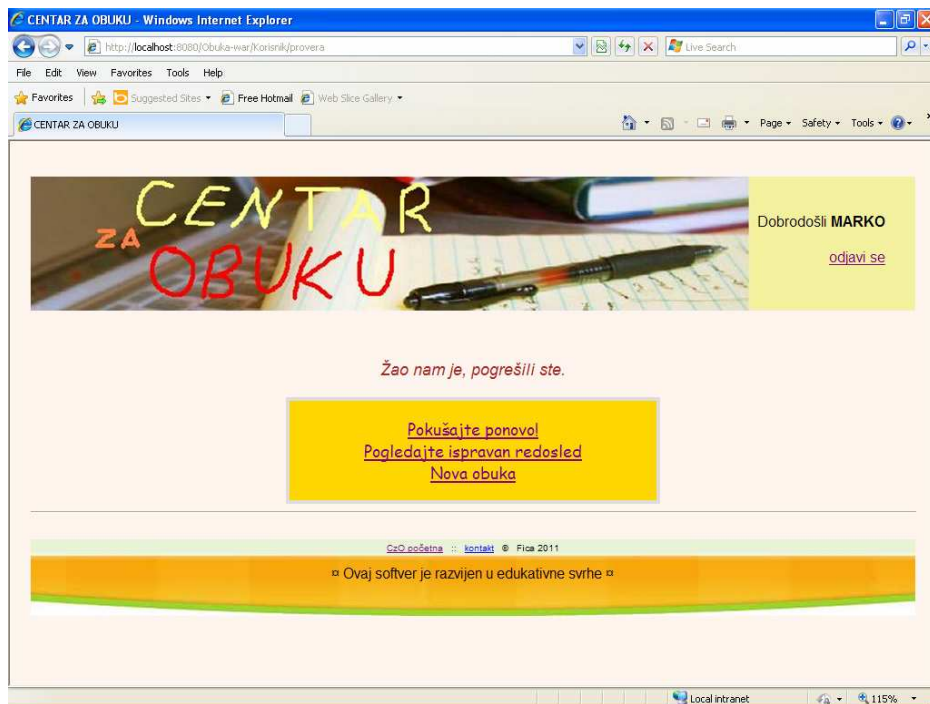 CENTAR ZA OBUKU - Windows Internet Explorer
http://localhost:8080/Obuka-war/Korisnik/provera
Live Search
File Edit View Favorites Tools Help
Favorites Suggested Sites Free Hotmail Web Slice Gallery
CENTAR ZA OBUKU
Page Safety Tools
CENTAR
ZA
OBUKU
Dobrodošli MARKO
odjavi se
Žao nam je, pogrešili ste.
Pokušajte ponovo!
Pogledajte ispravan redosled
Nova obuka
CzO početna :: kontakt © Fica 2011
¤ Ovaj softver je razvijen u edukativne svrhe ¤
Local intranet 115%